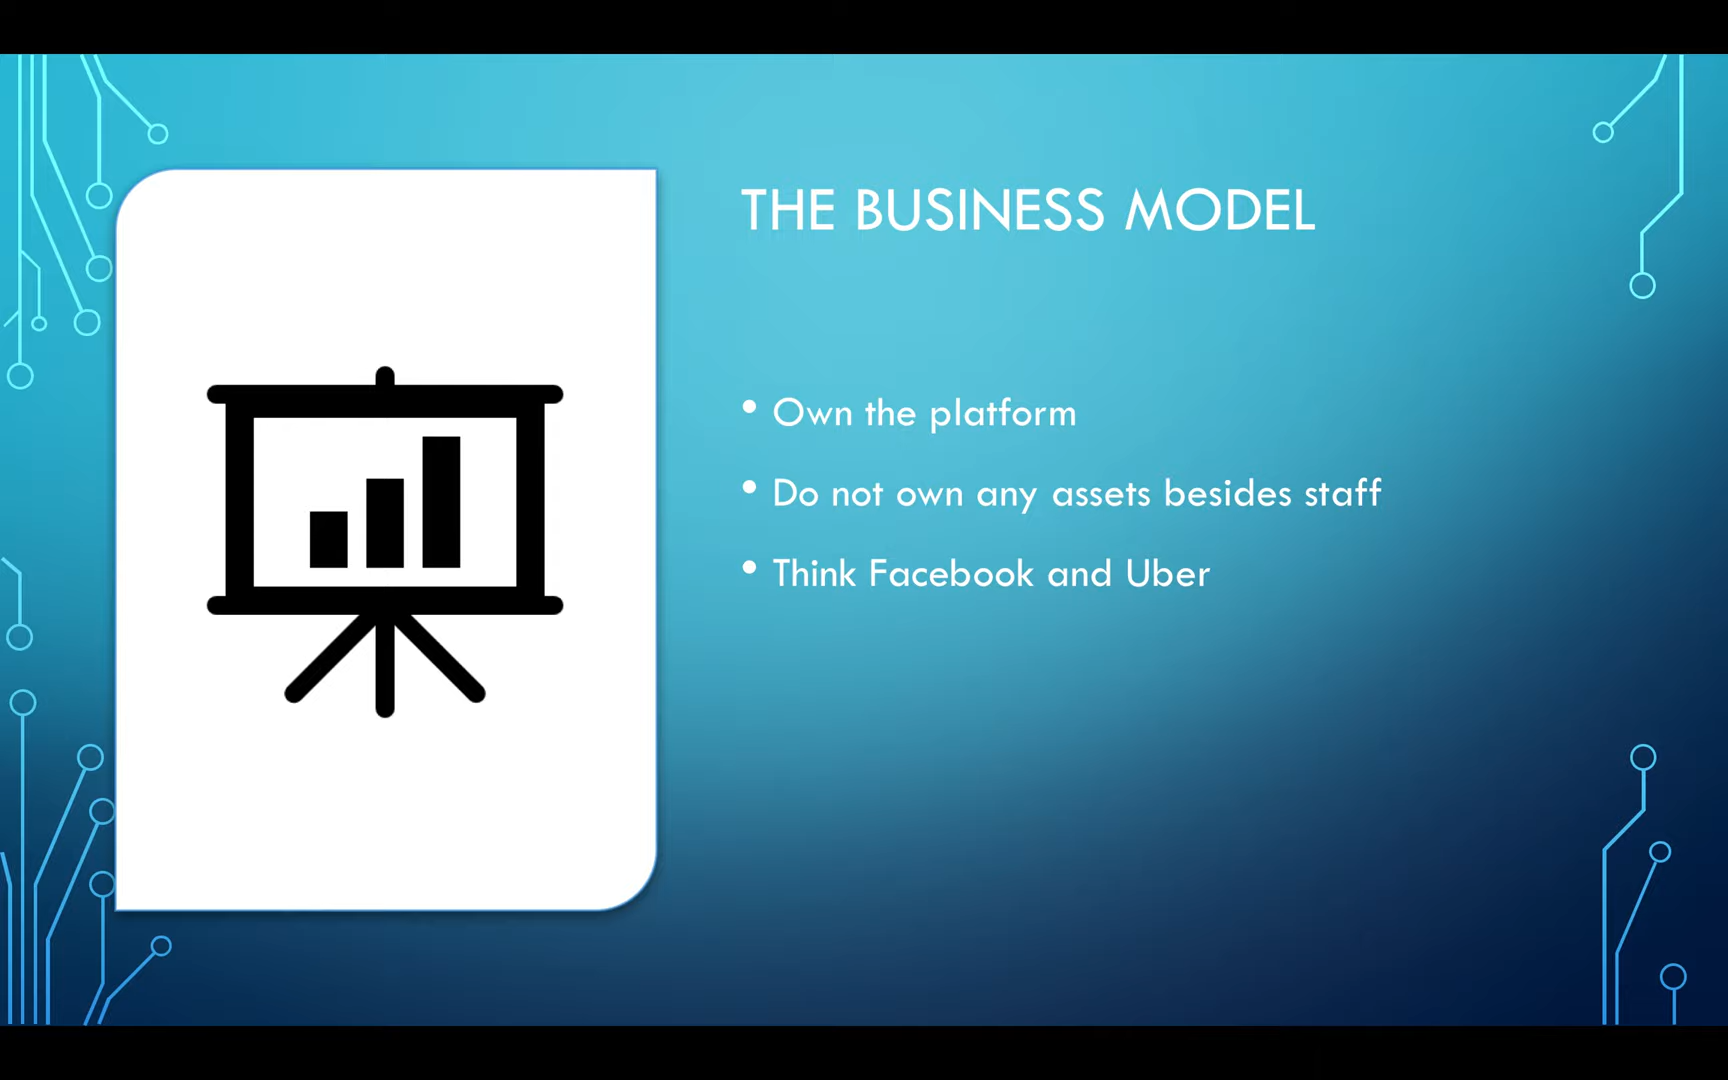 THE BUSINESS MODEL
• Own the platform
• Do not own any assets besides staff
• Think Facebook and Uber